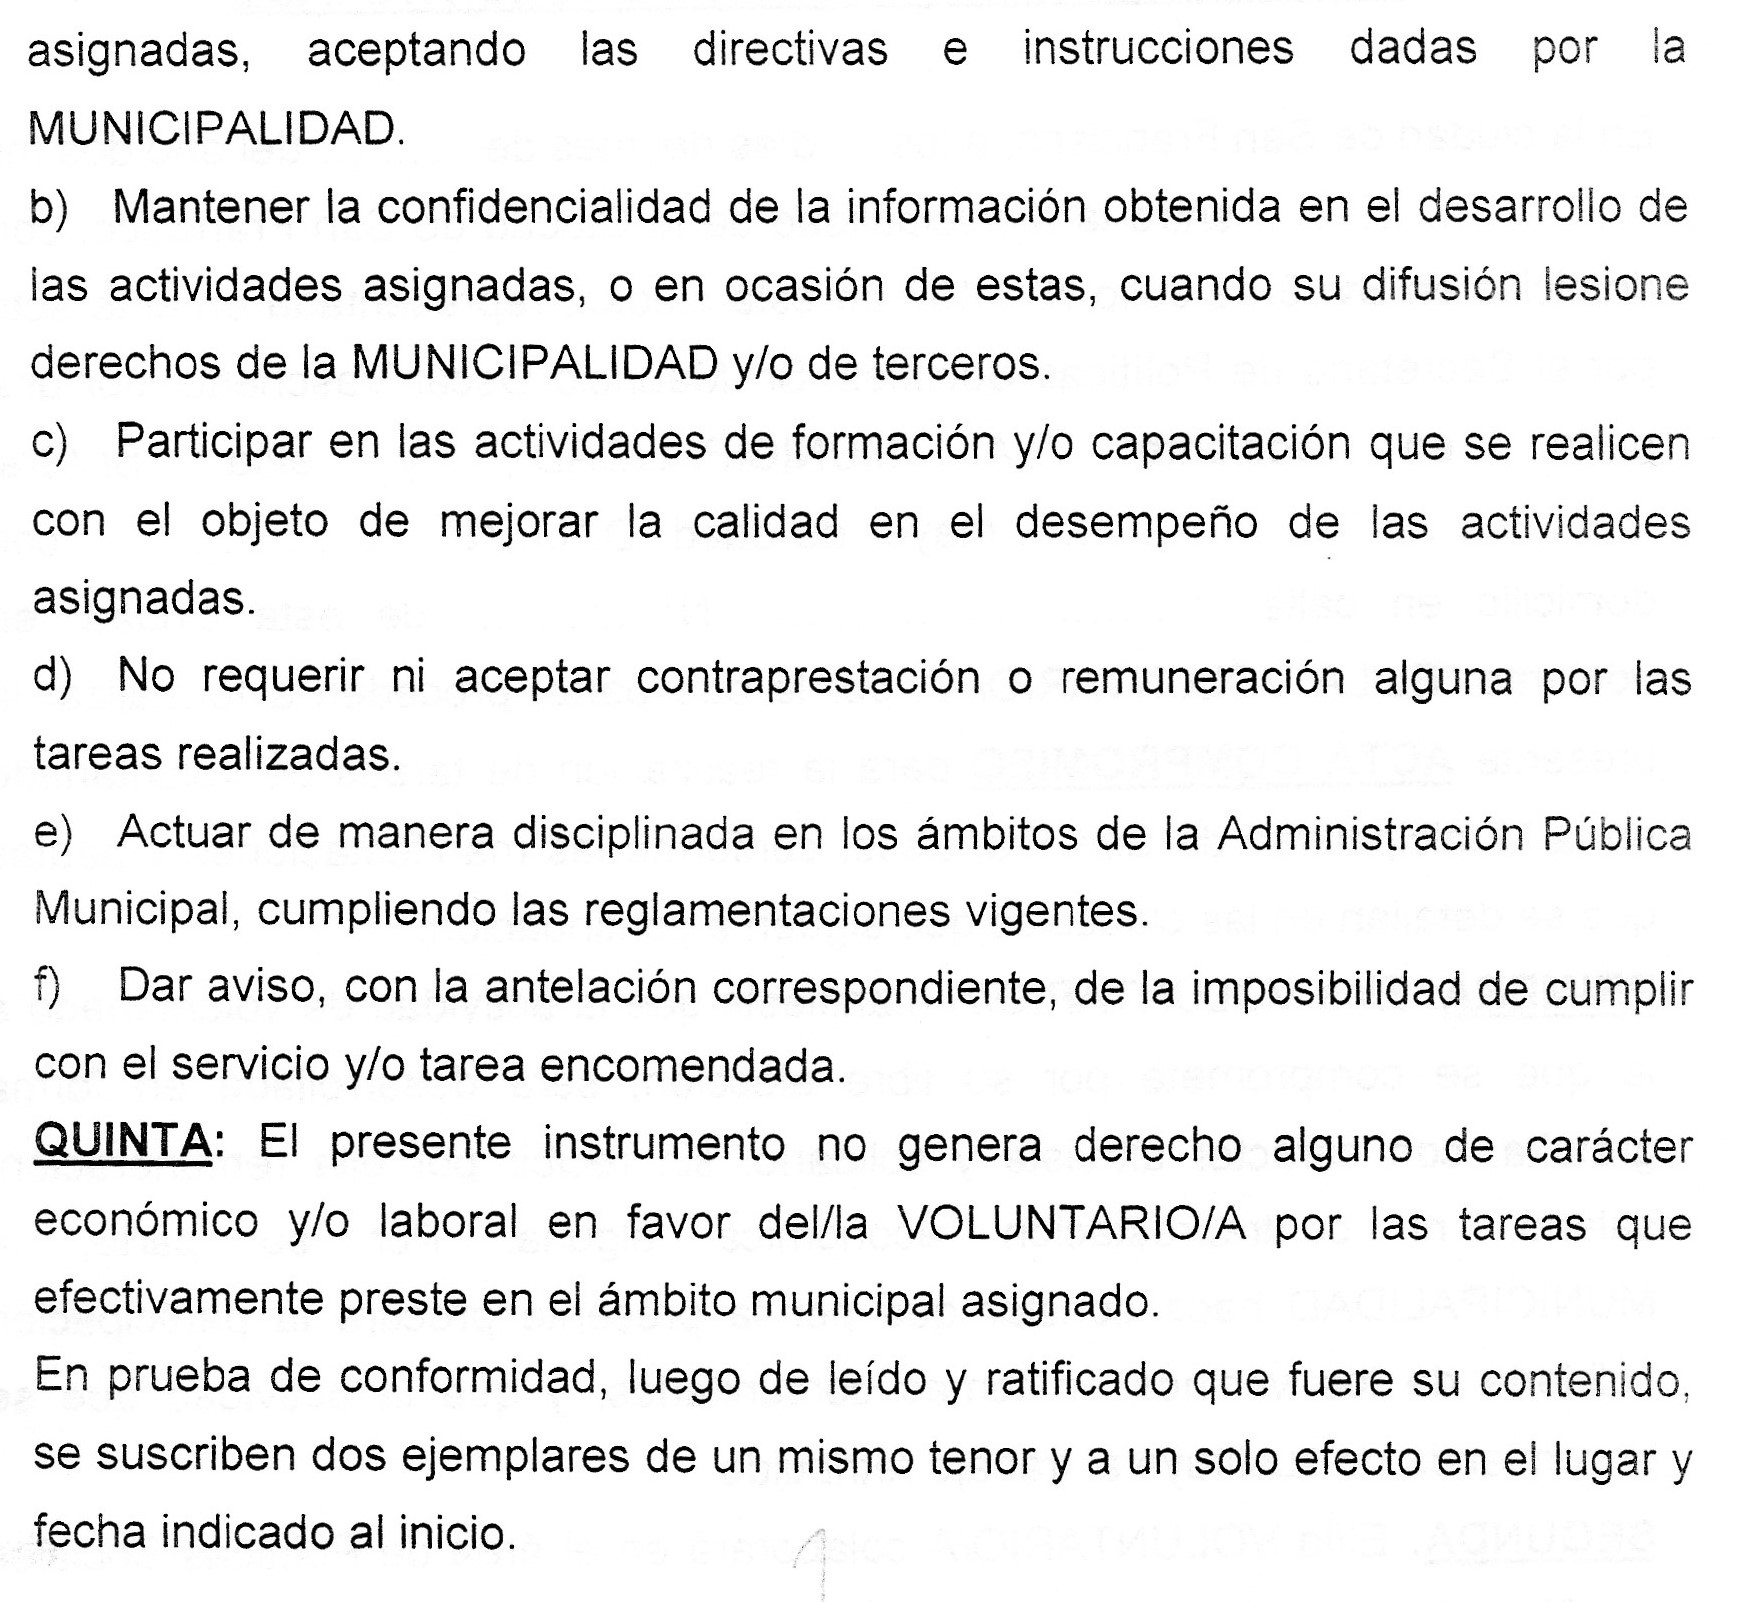 asignadas, aceptando las directivas e instrucciones dadas por la
MUNICIPALIDAD.
b) Mantener la confidencialidad de la información obtenida en el desarrollo de
las actividades asignadas, o en ocasión de estas, cuando su difusión lesione
derechos de la MUNICIPALIDAD y/o de terceros.
c) Participar en las actividades de formación y/o capacitación que se realicen
con el objeto de mejorar la calidad en el desempeño de las actividades
asignadas.
d) No requerir ni aceptar contraprestación o remuneración alguna por las
tareas realizadas.
e) Actuar de manera disciplinada en los ámbitos de la Administración Pública
Municipal, cumpliendo las reglamentaciones vigentes.
f) Dar aviso, con la antelación correspondiente, de la imposibilidad de cumplir
con el servicio y/o tarea encomendada.
QUINTA: El presente instrumento no genera derecho alguno de carácter
económico y/o laboral en favor del/la VOLUNTARIO/A por las tareas que
efectivamente preste en el ámbito municipal asignado.
En prueba de conformidad, luego de leído y ratificado que fuere su contenido,
se suscriben dos ejemplares de un mismo tenor y a un solo efecto en el lugar y
fecha indicado al inicio.